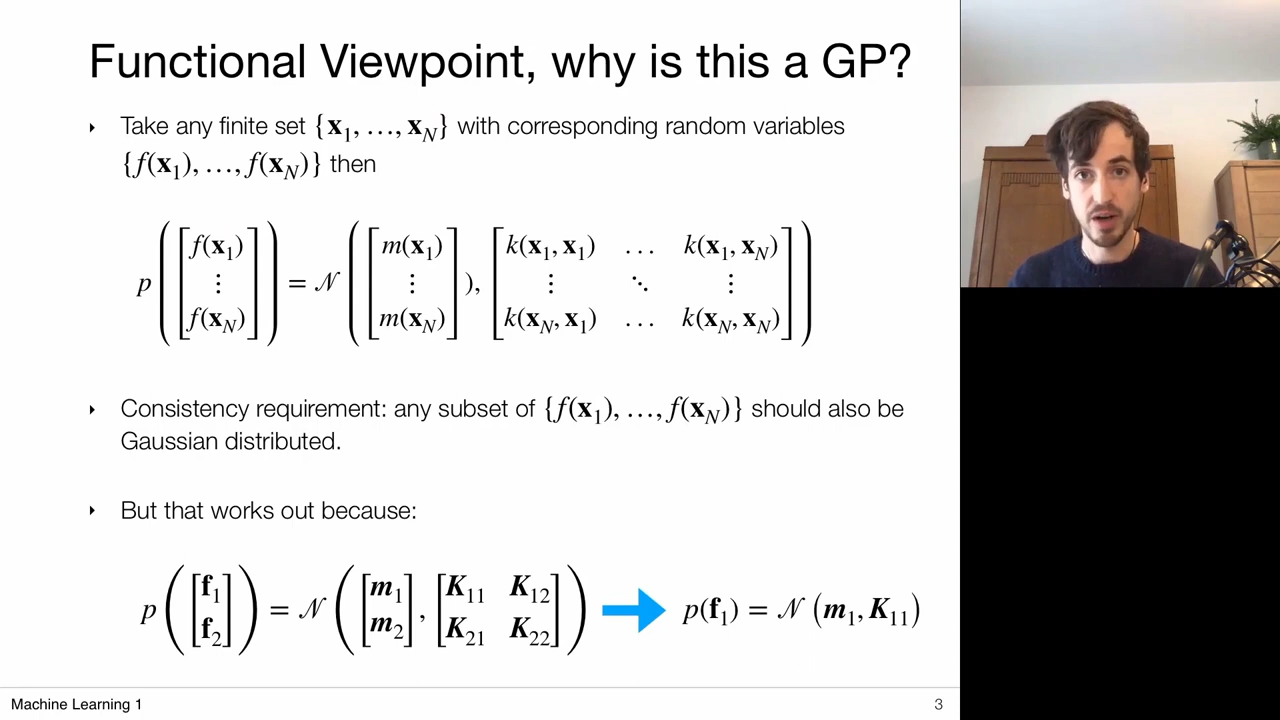 Functional Viewpoint, why is this a GP?
‣ Take any finite set {x₁, …, x_N} with corresponding random variables
{f(x₁), …, f(x_N)} then
p([f(x₁) ⋮ f(x_N)]) = 𝒩([m(x₁) ⋮ m(x_N)]), [k(x₁, x₁) … k(x₁, x_N) ⋮ ⋱ ⋮ k(x_N, x₁) … k(x_N, x_N)])
‣ Consistency requirement: any subset of {f(x₁), …, f(x_N)} should also be
Gaussian distributed.
‣ But that works out because:
p([f₁ f₂]) = 𝒩([m₁ m₂], [K₁₁ K₁₂ K₂₁ K₂₂]) ➡ p(f₁) = 𝒩(m₁, K₁₁)
Machine Learning 1
3